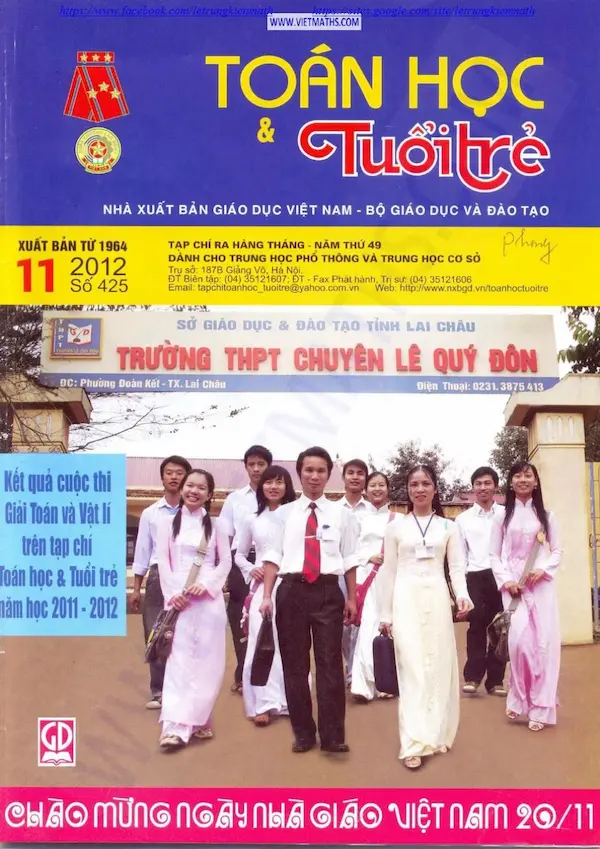 https://www.facebook.com/letrungkienmath
https://sites.google.com/site/letrungkienmath
WWW.VIETMATHS.COM
TOÁN HỌC
& Tuổi trẻ
NHÀ XUẤT BẢN GIÁO DỤC VIỆT NAM - BỘ GIÁO DỤC VÀ ĐÀO TẠO
XUẤT BẢN TỪ 1964
11 2012
Số 425
TẠP CHÍ RA HÀNG THÁNG - NĂM THỨ 49
DÀNH CHO TRUNG HỌC PHỔ THÔNG VÀ TRUNG HỌC CƠ SỞ
Trụ sở: 187B Giảng Võ, Hà Nội.
ĐT Biên tập: (04) 35121607; ĐT - Fax Phát hành, Trị sự: (04) 35121606
Email: tapchitoanhoc_tuoitre@yahoo.com.vn Web: http://www.nxbgd.vn/toanhoctuoitre
phong
SỞ GIÁO DỤC & ĐÀO TẠO TỈNH LAI CHÂU
TRƯỜNG THPT CHUYÊN LÊ QUÝ ĐÔN
ĐC: Phường Đoàn Kết - TX. Lai Châu
Điện Thoại: 0231.3875 413
Kết quả cuộc thi
Giải Toán và Vật lí
trên tạp chí
Toán học & Tuổi trẻ
năm học 2011 - 2012
GD
CHÀO MỪNG NGÀY NHÀ GIÁO VIỆT NAM 20/11